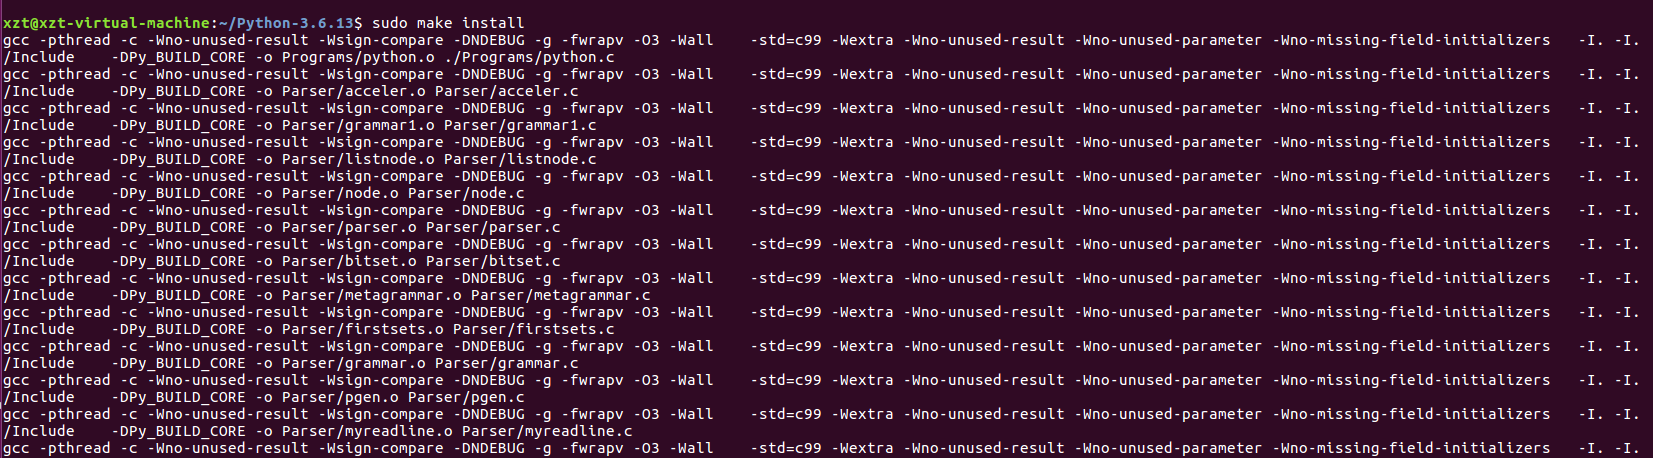 xzt@xzt-virtual-machine:~/Python-3.6.13$ sudo make install
gcc -pthread -c -Wno-unused-result -Wsign-compare -DNDEBUG -g -fwrapv -O3 -Wall    -std=c99 -Wextra -Wno-unused-result -Wno-unused-parameter -Wno-missing-field-initializers   -I. -I.
/Include    -DPy_BUILD_CORE -o Programs/python.o ./Programs/python.c
gcc -pthread -c -Wno-unused-result -Wsign-compare -DNDEBUG -g -fwrapv -O3 -Wall    -std=c99 -Wextra -Wno-unused-result -Wno-unused-parameter -Wno-missing-field-initializers   -I. -I.
/Include    -DPy_BUILD_CORE -o Parser/acceler.o Parser/acceler.c
gcc -pthread -c -Wno-unused-result -Wsign-compare -DNDEBUG -g -fwrapv -O3 -Wall    -std=c99 -Wextra -Wno-unused-result -Wno-unused-parameter -Wno-missing-field-initializers   -I. -I.
/Include    -DPy_BUILD_CORE -o Parser/grammar1.o Parser/grammar1.c
gcc -pthread -c -Wno-unused-result -Wsign-compare -DNDEBUG -g -fwrapv -O3 -Wall    -std=c99 -Wextra -Wno-unused-result -Wno-unused-parameter -Wno-missing-field-initializers   -I. -I.
/Include    -DPy_BUILD_CORE -o Parser/listnode.o Parser/listnode.c
gcc -pthread -c -Wno-unused-result -Wsign-compare -DNDEBUG -g -fwrapv -O3 -Wall    -std=c99 -Wextra -Wno-unused-result -Wno-unused-parameter -Wno-missing-field-initializers   -I. -I.
/Include    -DPy_BUILD_CORE -o Parser/node.o Parser/node.c
gcc -pthread -c -Wno-unused-result -Wsign-compare -DNDEBUG -g -fwrapv -O3 -Wall    -std=c99 -Wextra -Wno-unused-result -Wno-unused-parameter -Wno-missing-field-initializers   -I. -I.
/Include    -DPy_BUILD_CORE -o Parser/parser.o Parser/parser.c
gcc -pthread -c -Wno-unused-result -Wsign-compare -DNDEBUG -g -fwrapv -O3 -Wall    -std=c99 -Wextra -Wno-unused-result -Wno-unused-parameter -Wno-missing-field-initializers   -I. -I.
/Include    -DPy_BUILD_CORE -o Parser/bitset.o Parser/bitset.c
gcc -pthread -c -Wno-unused-result -Wsign-compare -DNDEBUG -g -fwrapv -O3 -Wall    -std=c99 -Wextra -Wno-unused-result -Wno-unused-parameter -Wno-missing-field-initializers   -I. -I.
/Include    -DPy_BUILD_CORE -o Parser/metagrammar.o Parser/metagrammar.c
gcc -pthread -c -Wno-unused-result -Wsign-compare -DNDEBUG -g -fwrapv -O3 -Wall    -std=c99 -Wextra -Wno-unused-result -Wno-unused-parameter -Wno-missing-field-initializers   -I. -I.
/Include    -DPy_BUILD_CORE -o Parser/firstsets.o Parser/firstsets.c
gcc -pthread -c -Wno-unused-result -Wsign-compare -DNDEBUG -g -fwrapv -O3 -Wall    -std=c99 -Wextra -Wno-unused-result -Wno-unused-parameter -Wno-missing-field-initializers   -I. -I.
/Include    -DPy_BUILD_CORE -o Parser/grammar.o Parser/grammar.c
gcc -pthread -c -Wno-unused-result -Wsign-compare -DNDEBUG -g -fwrapv -O3 -Wall    -std=c99 -Wextra -Wno-unused-result -Wno-unused-parameter -Wno-missing-field-initializers   -I. -I.
/Include    -DPy_BUILD_CORE -o Parser/pgen.o Parser/pgen.c
gcc -pthread -c -Wno-unused-result -Wsign-compare -DNDEBUG -g -fwrapv -O3 -Wall    -std=c99 -Wextra -Wno-unused-result -Wno-unused-parameter -Wno-missing-field-initializers   -I. -I.
/Include    -DPy_BUILD_CORE -o Parser/myreadline.o Parser/myreadline.c
gcc -pthread -c -Wno-unused-result -Wsign-compare -DNDEBUG -g -fwrapv -O3 -Wall    -std=c99 -Wextra -Wno-unused-result -Wno-unused-parameter -Wno-missing-field-initializers   -I. -I.